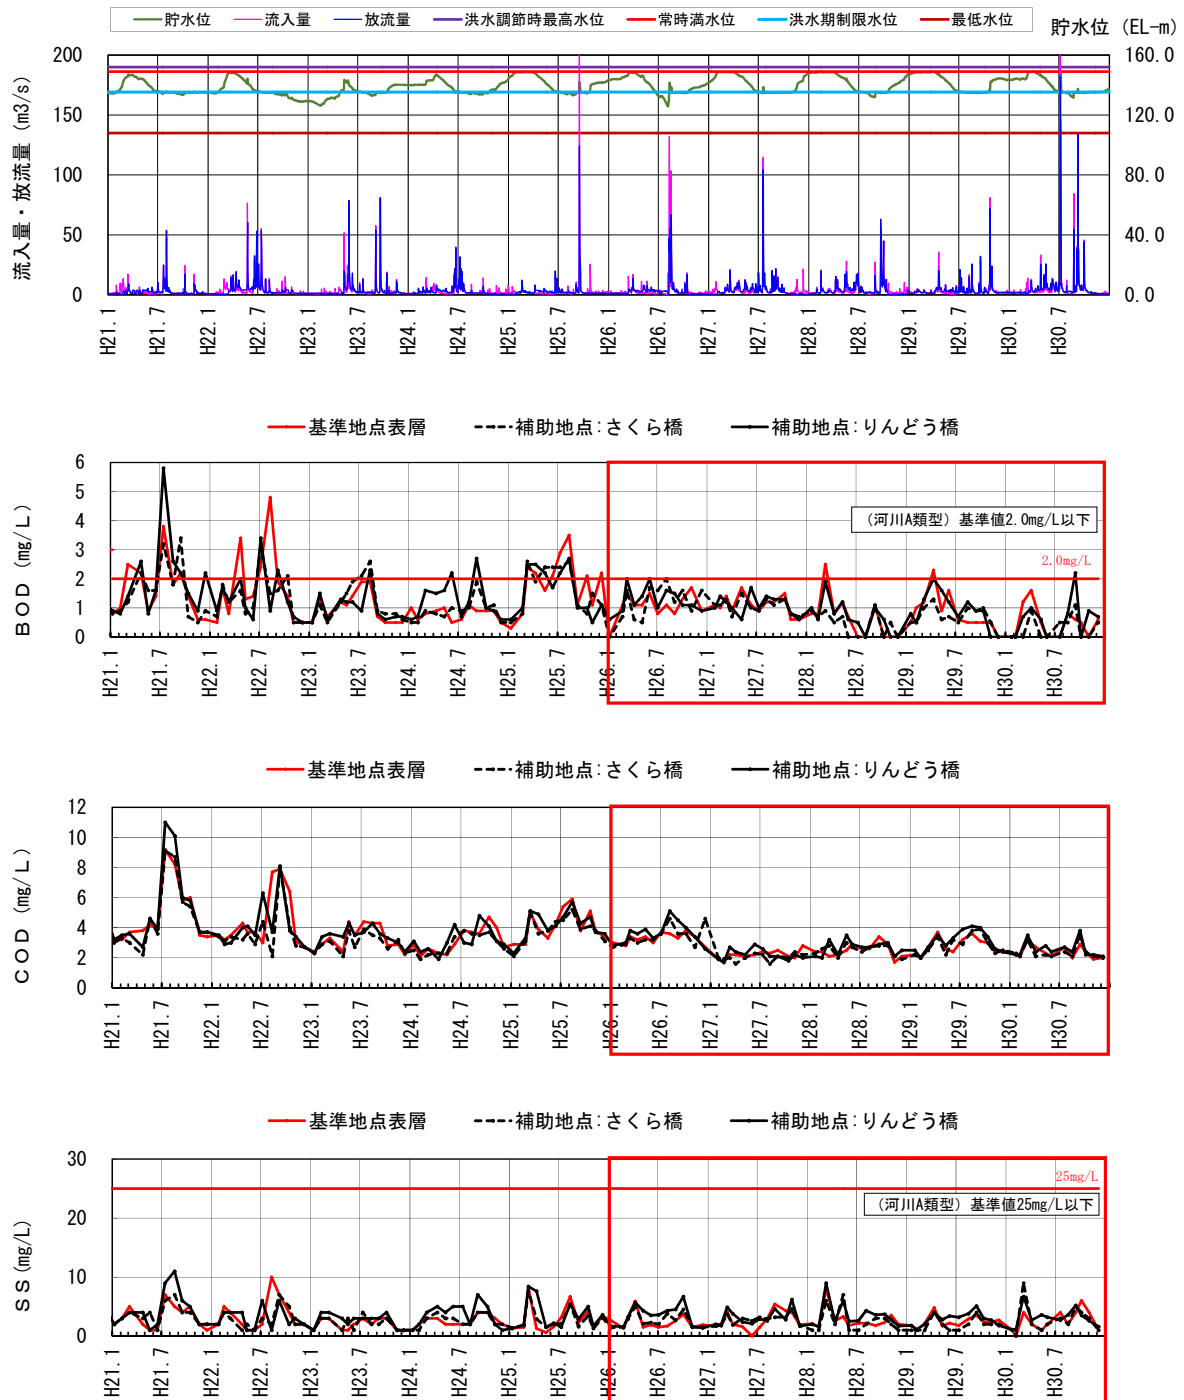 貯水位 流入量 放流量 洪水調節時最高水位 常時満水位 洪水期制限水位 最低水位
貯水位 (EL-m)
流入量・放流量 (m3/s)
200
150
100
50
0
160.0
120.0
80.0
40.0
0.0
H21.1 H21.7 H22.1 H22.7 H23.1 H23.7 H24.1 H24.7 H25.1 H25.7 H26.1 H26.7 H27.1 H27.7 H28.1 H28.7 H29.1 H29.7 H30.1 H30.7
基準地点表層 補助地点:さくら橋 補助地点:りんどう橋
BOD (mg/L)
6
5
4
3
2
1
0
(河川A類型) 基準値2.0mg/L以下
2.0mg/L
H21.1 H21.7 H22.1 H22.7 H23.1 H23.7 H24.1 H24.7 H25.1 H25.7 H26.1 H26.7 H27.1 H27.7 H28.1 H28.7 H29.1 H29.7 H30.1 H30.7
基準地点表層 補助地点:さくら橋 補助地点:りんどう橋
COD (mg/L)
12
10
8
6
4
2
0
H21.1 H21.7 H22.1 H22.7 H23.1 H23.7 H24.1 H24.7 H25.1 H25.7 H26.1 H26.7 H27.1 H27.7 H28.1 H28.7 H29.1 H29.7 H30.1 H30.7
基準地点表層 補助地点:さくら橋 補助地点:りんどう橋
SS (mg/L)
30
20
10
0
25mg/L
(河川A類型) 基準値25mg/L以下
H21.1 H21.7 H22.1 H22.7 H23.1 H23.7 H24.1 H24.7 H25.1 H25.7 H26.1 H26.7 H27.1 H27.7 H28.1 H28.7 H29.1 H29.7 H30.1 H30.7